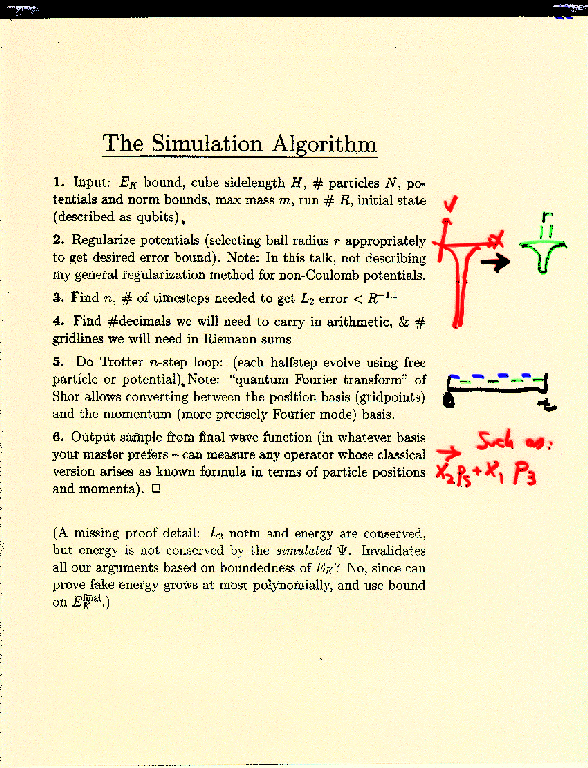 The Simulation Algorithm
1. Input: E_K bound, cube sidelength H, # particles N, po-
tentials and norm bounds, max mass m, run # R, initial state
(described as qubits).
2. Regularize potentials (selecting ball radius r appropriately
to get desired error bound). Note: In this talk, not describing
my general regularization method for non-Coulomb potentials.
3. Find n, # of timesteps needed to get L₂ error < R⁻¹.
4. Find #decimals we will need to carry in arithmetic, & #
gridlines we will need in Riemann sums
5. Do Trotter n-step loop: (each halfstep evolve using free
particle or potential). Note: "quantum Fourier transform" of
Shor allows converting between the position basis (gridpoints)
and the momentum (more precisely Fourier mode) basis.
6. Output sample from final wave function (in whatever basis
your master prefers – can measure any operator whose classical
version arises as known formula in terms of particle positions
and momenta). □
(A missing proof detail: L₂ norm and energy are conserved,
but energy is not conserved by the simulated Ψ. Invalidates
all our arguments based on boundedness of E_K? No, since can
prove fake energy grows at most polynomially, and use bound
on E_K^final.)
V
x
r
0
t
Such as:
X₂P₅+X₁P₃